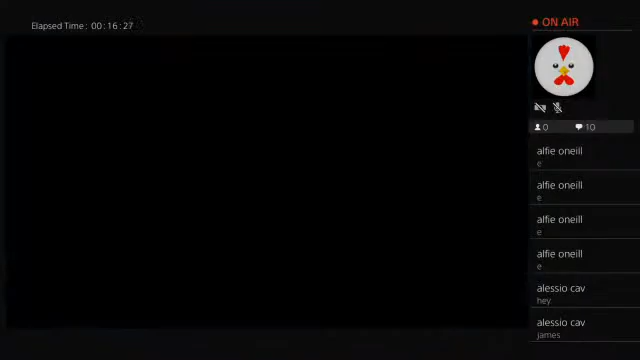 Elapsed Time : 00:16:27
ON AIR
0
10
alfie oneill
e
alfie oneill
e
alfie oneill
e
alfie oneill
e
alessio cav
hey
alessio cav
james